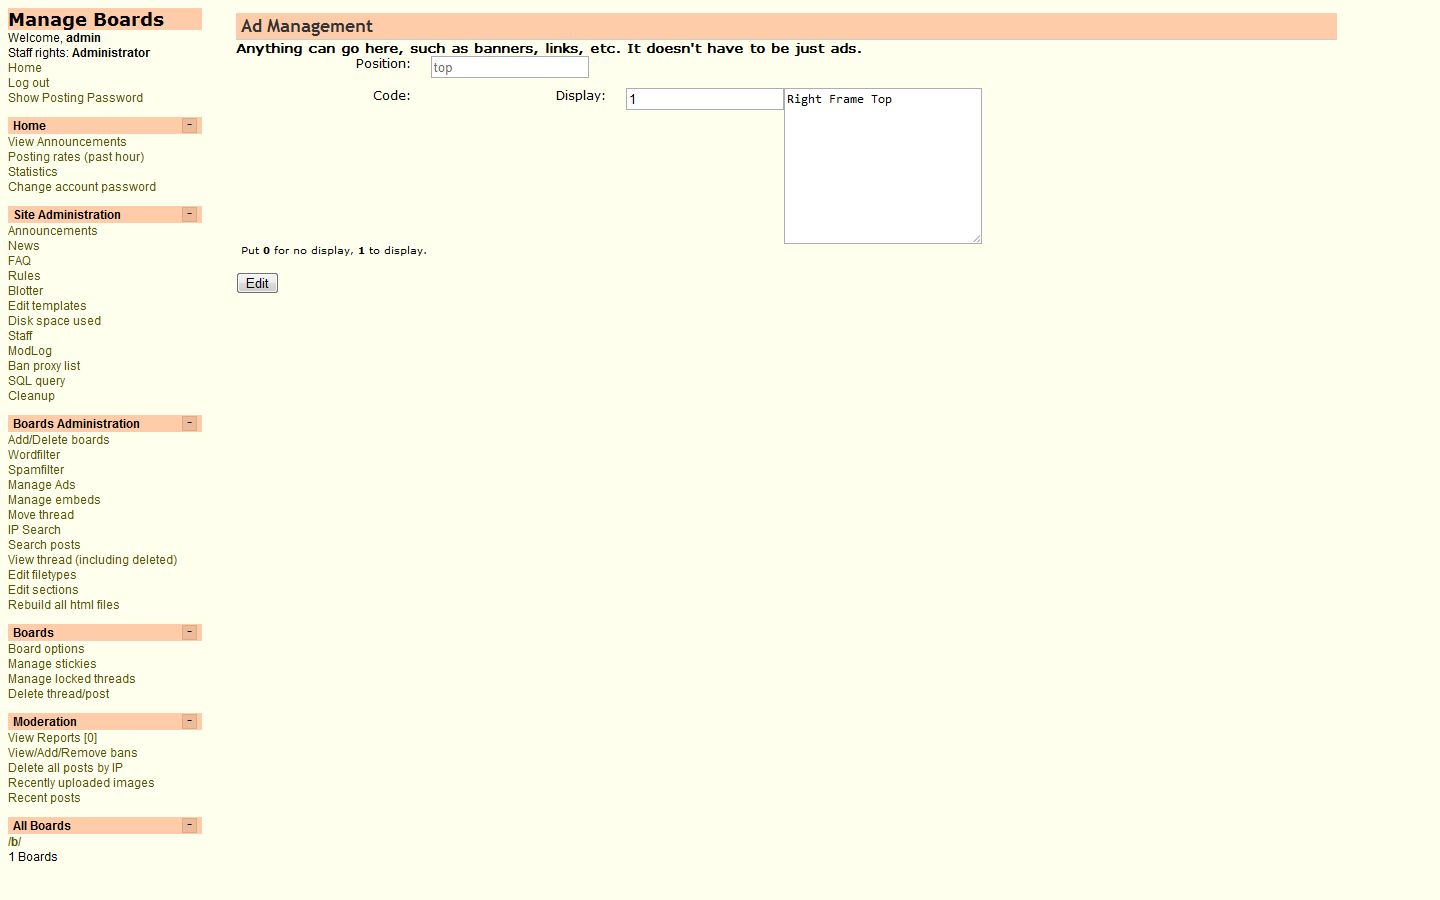 Manage Boards
Welcome, admin
Staff rights: Administrator
Home
Log out
Show Posting Password
Home -
View Announcements
Posting rates (past hour)
Statistics
Change account password
Site Administration -
Announcements
News
FAQ
Rules
Blotter
Edit templates
Disk space used
Staff
ModLog
Ban proxy list
SQL query
Cleanup
Boards Administration -
Add/Delete boards
Wordfilter
Spamfilter
Manage Ads
Manage embeds
Move thread
IP Search
Search posts
View thread (including deleted)
Edit filetypes
Edit sections
Rebuild all html files
Boards -
Board options
Manage stickies
Manage locked threads
Delete thread/post
Moderation -
View Reports [0]
View/Add/Remove bans
Delete all posts by IP
Recently uploaded images
Recent posts
All Boards -
/b/
1 Boards
Ad Management
Anything can go here, such as banners, links, etc. It doesn't have to be just ads.
Position: top
Code: Display: 1 Right Frame Top
Put 0 for no display, 1 to display.
Edit